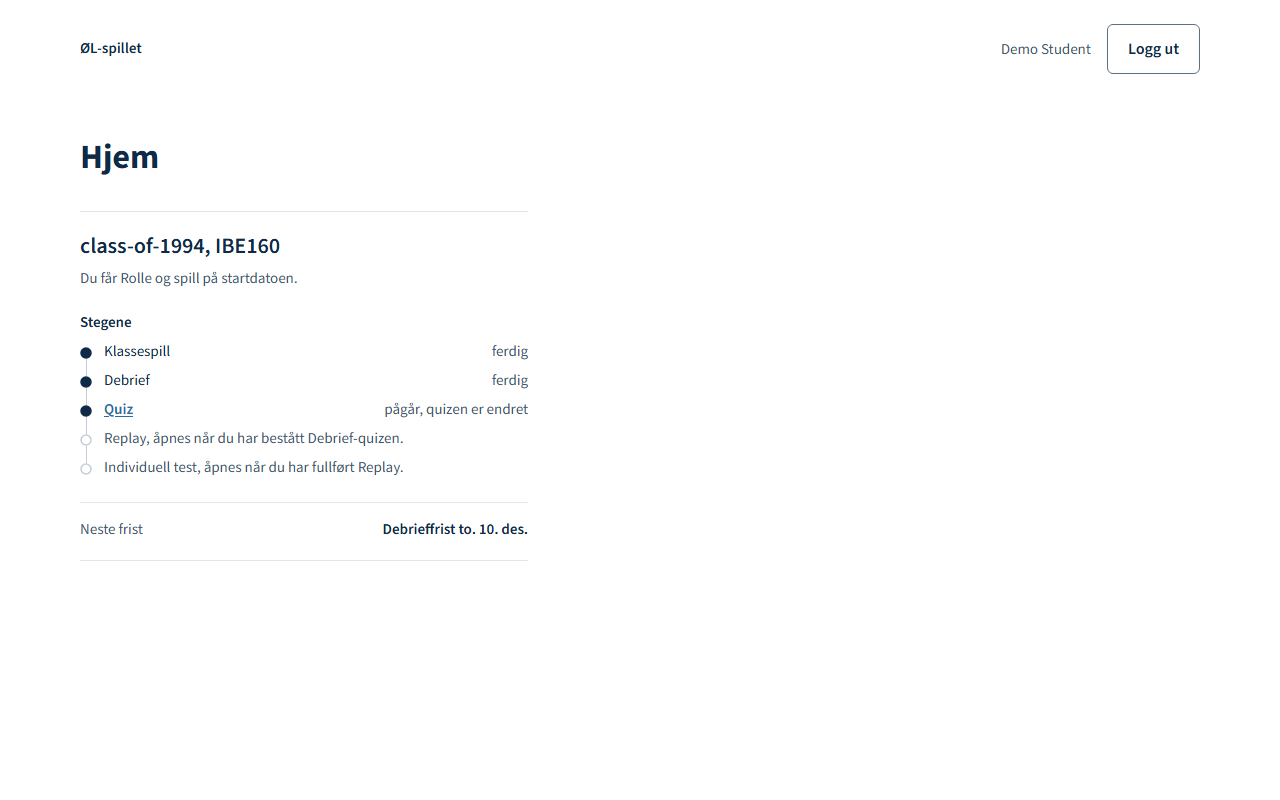 ØL-spillet
Demo Student
Logg ut
Hjem
class-of-1994, IBE160
Du får Rolle og spill på startdatoen.
Stegene
Klassespill ferdig
Debrief ferdig
Quiz pågår, quizen er endret
Replay, åpnes når du har bestått Debrief-quizen.
Individuell test, åpnes når du har fullført Replay.
Neste frist Debrieffrist to. 10. des.